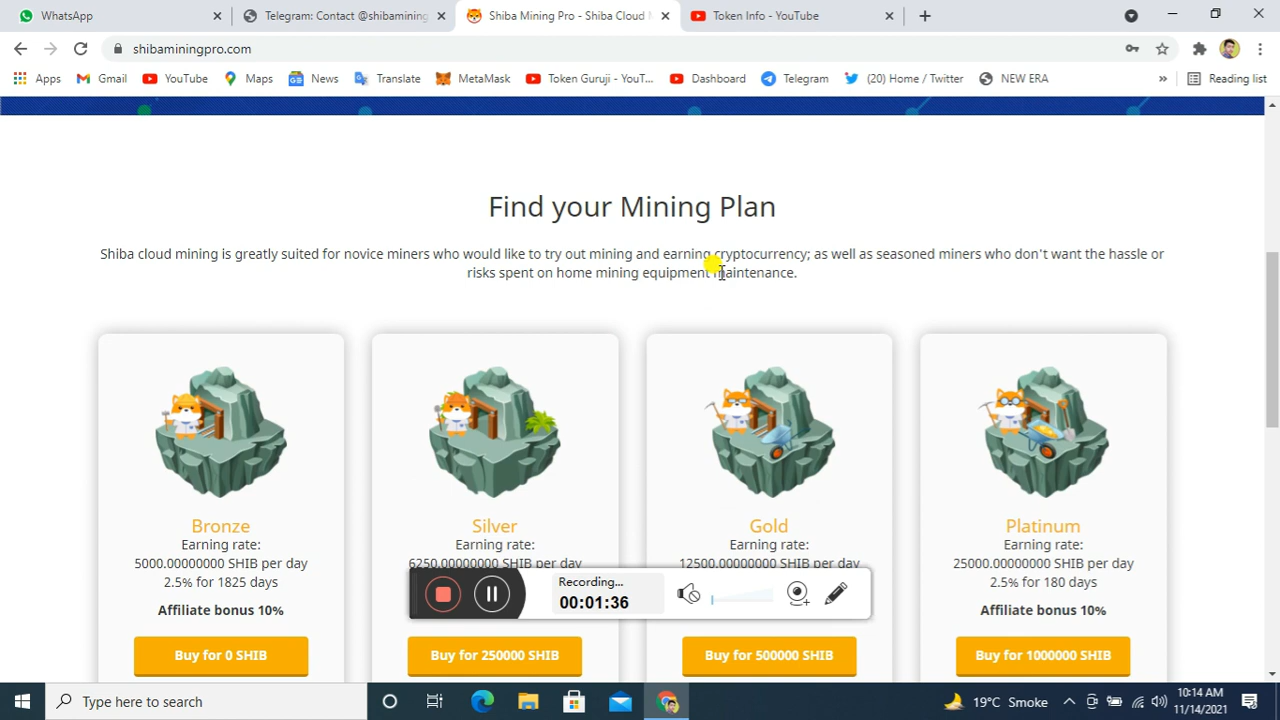 WhatsApp
Telegram: Contact @shibamining
Shiba Mining Pro - Shiba Cloud M
Token Info - YouTube
shibaminingpro.com
Apps
Gmail
YouTube
Maps
News
Translate
MetaMask
Token Guruji - YouT...
Dashboard
Telegram
(20) Home / Twitter
NEW ERA
»
Reading list
Find your Mining Plan
Shiba cloud mining is greatly suited for novice miners who would like to try out mining and earning cryptocurrency; as well as seasoned miners who don't want the hassle or
risks spent on home mining equipment maintenance.
Bronze
Earning rate:
5000.00000000 SHIB per day
2.5% for 1825 days
Affiliate bonus 10%
Buy for 0 SHIB
Silver
Earning rate:
6250.00000000 SHIB per day
Buy for 250000 SHIB
Gold
Earning rate:
12500.00000000 SHIB per day
Buy for 500000 SHIB
Platinum
Earning rate:
25000.00000000 SHIB per day
2.5% for 180 days
Affiliate bonus 10%
Buy for 1000000 SHIB
Recording...
00:01:36
Type here to search
19°C Smoke
10:14 AM
11/14/2021